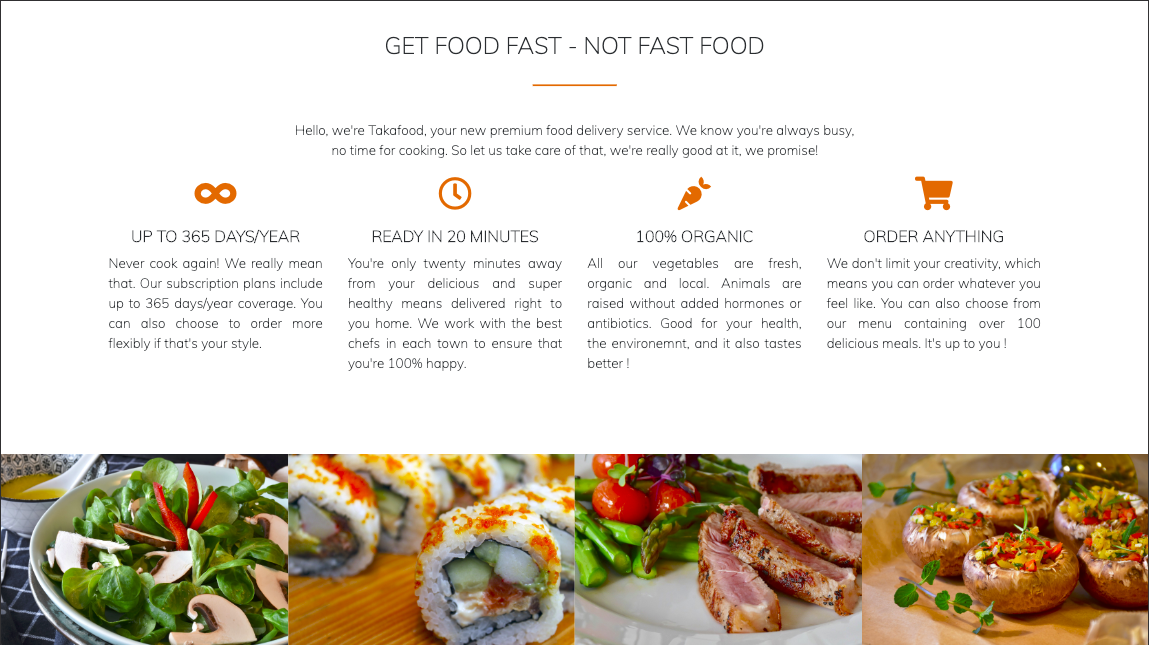 GET FOOD FAST - NOT FAST FOOD
Hello, we're Takafood, your new premium food delivery service. We know you're always busy,
no time for cooking. So let us take care of that, we're really good at it, we promise!
UP TO 365 DAYS/YEAR
Never cook again! We really mean
that. Our subscription plans include
up to 365 days/year coverage. You
can also choose to order more
flexibly if that's your style.
READY IN 20 MINUTES
You're only twenty minutes away
from your delicious and super
healthy means delivered right to
you home. We work with the best
chefs in each town to ensure that
you're 100% happy.
100% ORGANIC
All our vegetables are fresh,
organic and local. Animals are
raised without added hormones or
antibiotics. Good for your health,
the environemnt, and it also tastes
better !
ORDER ANYTHING
We don't limit your creativity, which
means you can order whatever you
feel like. You can also choose from
our menu containing over 100
delicious meals. It's up to you !